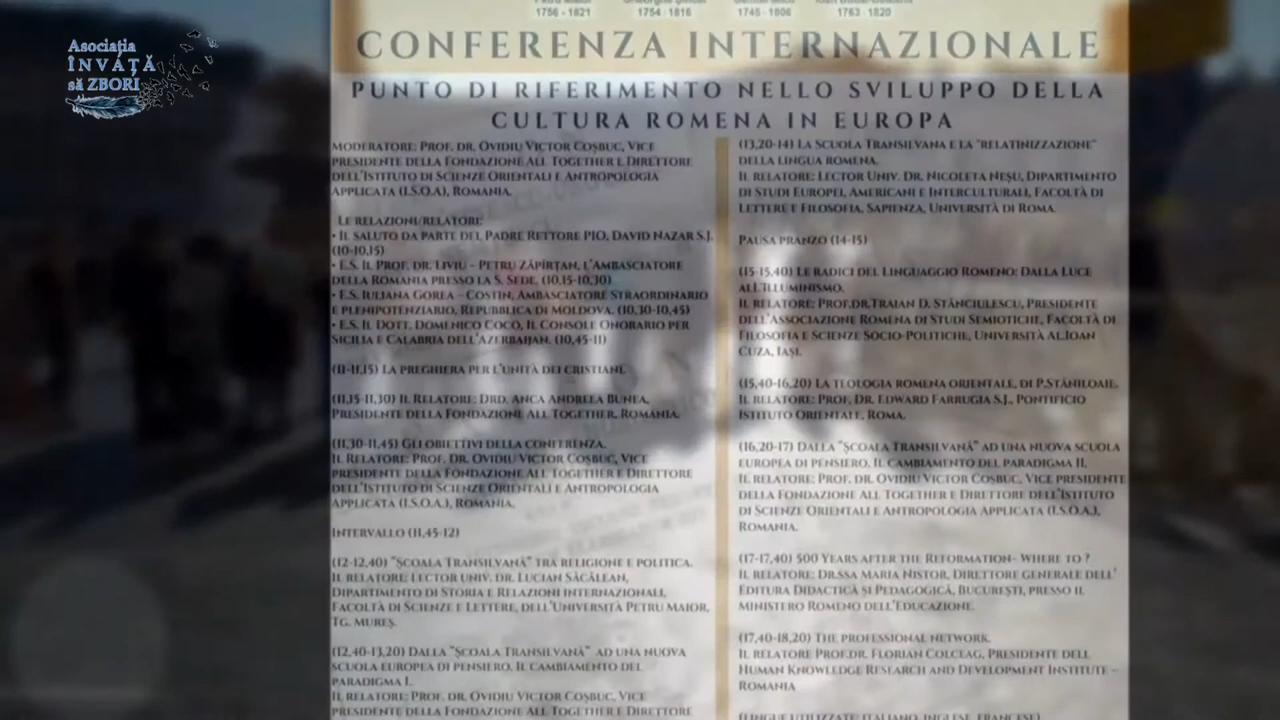 Asociația
ÎNVAȚĂ
să ZBORI
1756 - 1821
1754 - 1816
1745 - 1806
1763 - 1820
CONFERENZA INTERNAZIONALE
PUNTO DI RIFERIMENTO NELLO SVILUPPO DELLA
CULTURA ROMENA IN EUROPA
MODERATORE: PROF. DR. OVIDIU VICTOR COȘBUC, VICE
PRESIDENTE DELLA FONDAZIONE ALL TOGETHER E DIRETTORE
DELL'ISTITUTO DI SCIENZE ORIENTALI E ANTROPOLOGIA
APPLICATA (I.S.O.A), ROMANIA.
LE RELAZIONI/RELATORI:
• IL SALUTO DA PARTE DEL PADRE RETTORE PIO, DAVID NAZAR S.J.
(10-10,15)
• E.S. IL PROF. DR. LIVIU – PETRU ZĂPÎRȚAN, L'AMBASCIATORE
DELLA ROMANIA PRESSO LA S. SEDE. (10,15-10,30)
• E.S. IULIANA GOREA – COSTIN, AMBASCIATORE STRAORDINARIO
E PLENIPOTENZIARIO, REPUBBLICA DI MOLDOVA. (10,30-10,45)
• E.S. IL DOTT. DOMENICO COCO, IL CONSOLE ONORARIO PER
SICILIA E CALABRIA DELL'AZERBAIJAN. (10,45-11)
(11-11,15) LA PREGHIERA PER L'UNITÀ DEI CRISTIANI.
(11,15-11,30) IL RELATORE: DRD. ANCA ANDREEA BUNEA,
PRESIDENTE DELLA FONDAZIONE ALL TOGETHER, ROMANIA.
(11,30-11,45) GLI OBIETTIVI DELLA CONFERENZA.
IL RELATORE: PROF. DR. OVIDIU VICTOR COȘBUC, VICE
PRESIDENTE DELLA FONDAZIONE ALL TOGETHER E DIRETTORE
DELL'ISTITUTO DI SCIENZE ORIENTALI E ANTROPOLOGIA
APPLICATA (I.S.O.A.), ROMANIA.
INTERVALLO (11,45-12)
(12-12,40) "ȘCOALA TRANSILVANĂ" TRA RELIGIONE E POLITICA.
IL RELATORE: LECTOR UNIV. DR. LUCIAN SĂCĂLEAN,
DIPARTIMENTO DI STORIA E RELAZIONI INTERNAZIONALI,
FACOLTÀ DI SCIENZE E LETTERE, DELL'UNIVERSITÀ PETRU MAIOR,
TG. MUREȘ.
(12,40-13,20) DALLA "ȘCOALA TRANSILVANĂ" AD UNA NUOVA
SCUOLA EUROPEA DI PENSIERO. IL CAMBIAMENTO DEL
PARADIGMA I.
IL RELATORE: PROF. DR. OVIDIU VICTOR COȘBUC, VICE
PRESIDENTE DELLA FONDAZIONE ALL TOGETHER E DIRETTORE
(13,20-14) LA SCUOLA TRANSILVANA E LA "RELATINIZZAZIONE"
DELLA LINGUA ROMENA.
IL RELATORE: LECTOR UNIV. DR. NICOLETA NEȘU, DIPARTIMENTO
DI STUDI EUROPEI, AMERICANI E INTERCULTURALI, FACOLTÀ DI
LETTERE E FILOSOFIA, SAPIENZA, UNIVERSITÀ DI ROMA.
PAUSA PRANZO (14-15)
(15-15,40) LE RADICI DEL LINGUAGGIO ROMENO: DALLA LUCE
ALL'ILLUMINISMO.
IL RELATORE: PROF.DR.TRAIAN D. STĂNCIULESCU, PRESIDENTE
DELL'ASSOCIAZIONE ROMENA DI STUDI SEMIOTICHE, FACOLTÀ DI
FILOSOFIA E SCIENZE SOCIO-POLITICHE, UNIVERSITÀ AL.IOAN
CUZA, IAȘI.
(15,40-16,20) LA TEOLOGIA ROMENA ORIENTALE, DI P.STĂNILOAIE.
IL RELATORE: PROF. DR. EDWARD FARRUGIA S.J., PONTIFICIO
ISTITUTO ORIENTALE, ROMA.
(16,20-17) DALLA "ȘCOALA TRANSILVANĂ" AD UNA NUOVA SCUOLA
EUROPEA DI PENSIERO. IL CAMBIAMENTO DEL PARADIGMA II.
IL RELATORE: PROF. DR. OVIDIU VICTOR COȘBUC, VICE PRESIDENTE
DELLA FONDAZIONE ALL TOGETHER E DIRETTORE DELL'ISTITUTO
DI SCIENZE ORIENTALI E ANTROPOLOGIA APPLICATA (I.S.O.A.),
ROMANIA.
(17-17,40) 500 YEARS AFTER THE REFORMATION- WHERE TO ?
IL RELATORE: DR.SSA MARIA NISTOR, DIRETTORE GENERALE DELL'
EDITURA DIDACTICĂ ȘI PEDAGOGICĂ, BUCUREȘTI, PRESSO IL
MINISTERO ROMENO DELL'EDUCAZIONE.
(17,40-18,20) THE PROFESSIONAL NETWORK.
IL RELATORE PROF.DR. FLORIAN COLCEAG, PRESIDENTE DELL
HUMAN KNOWLEDGE RESEARCH AND DEVELOPMENT INSTITUTE –
ROMANIA
(LINGUE UTILIZZATE: ITALIANO, INGLESE, FRANCESE)